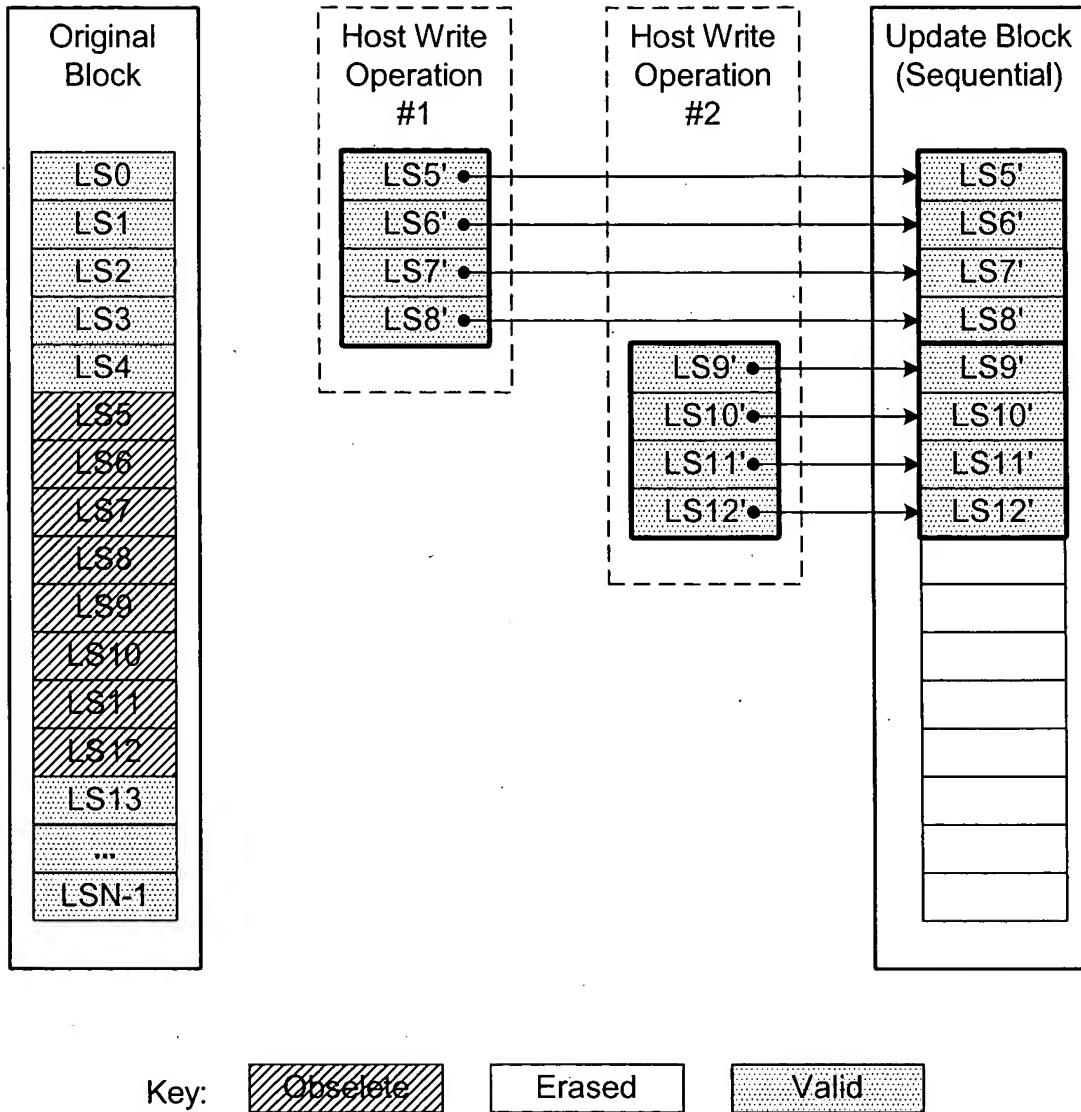 Original
Block
LS0
LS1
LS2
LS3
LS4
LS5
LS6
LS7
LS8
LS9
LS10
LS11
LS12
LS13
...
LSN-1
Host Write
Operation
#1
LS5'
LS6'
LS7'
LS8'
Host Write
Operation
#2
LS9'
LS10'
LS11'
LS12'
Update Block
(Sequential)
LS5'
LS6'
LS7'
LS8'
LS9'
LS10'
LS11'
LS12'
Key:
Obselete
Erased
Valid